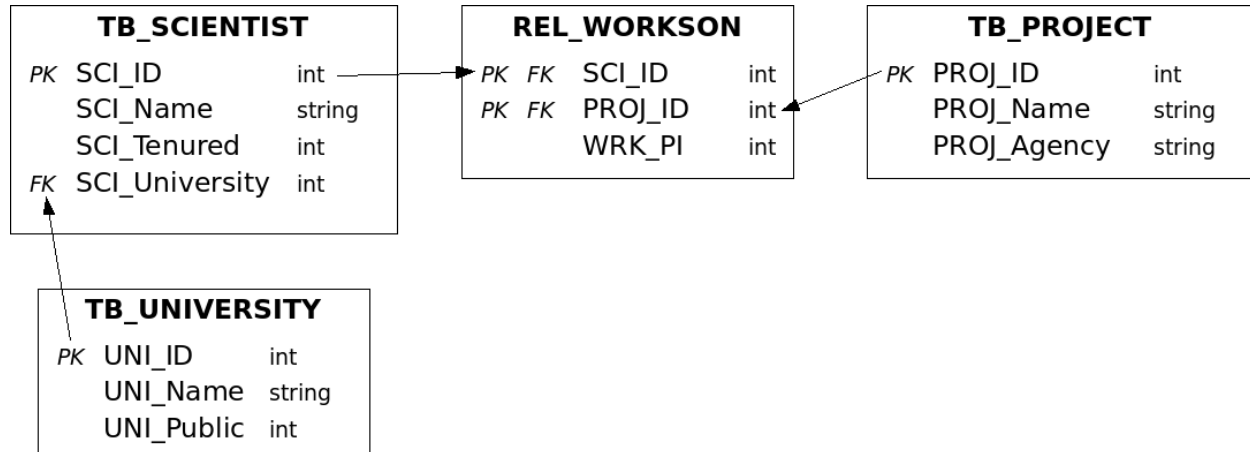 TB_SCIENTIST
PK SCI_ID int
SCI_Name string
SCI_Tenured int
FK SCI_University int
REL_WORKSON
PK FK SCI_ID int
PK FK PROJ_ID int
WRK_PI int
TB_PROJECT
PK PROJ_ID int
PROJ_Name string
PROJ_Agency string
TB_UNIVERSITY
PK UNI_ID int
UNI_Name string
UNI_Public int